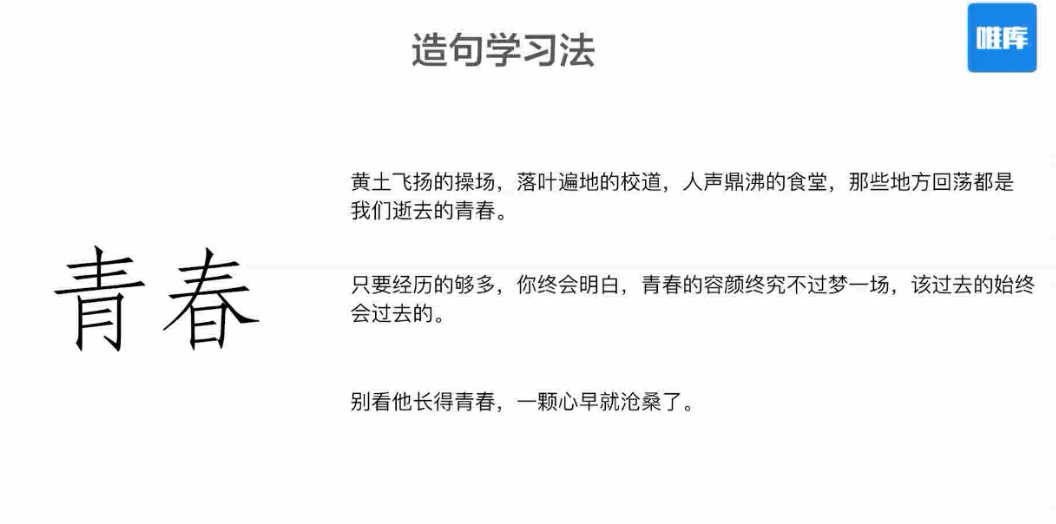 造句学习法
唯库
黄土飞扬的操场，落叶遍地的校道，人声鼎沸的食堂，那些地方回荡都是
我们逝去的青春。
青春
只要经历的够多，你终会明白，青春的容颜终究不过梦一场，该过去的始终
会过去的。
别看他长得青春，一颗心早就沧桑了。